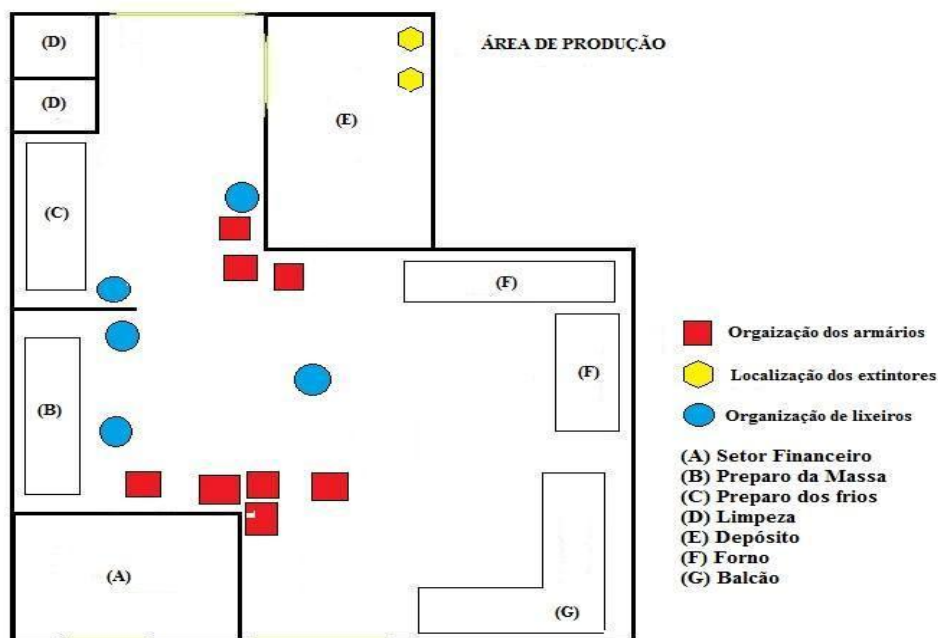 (D)
ÁREA DE PRODUÇÃO
(D)
(E)
(C)
(F)
(F)
(B)
(A)
(G)
Orgaização dos armários
Localização dos extintores
Organização de lixeiros
(A) Setor Financeiro
(B) Preparo da Massa
(C) Preparo dos frios
(D) Limpeza
(E) Depósito
(F) Forno
(G) Balcão